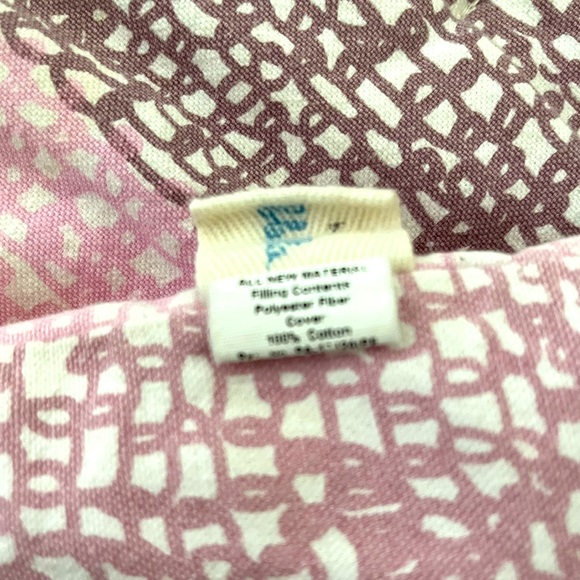 ALL NEW MATERIAL
Filling Contents
Polyester Fiber
Cover
100% Cotton